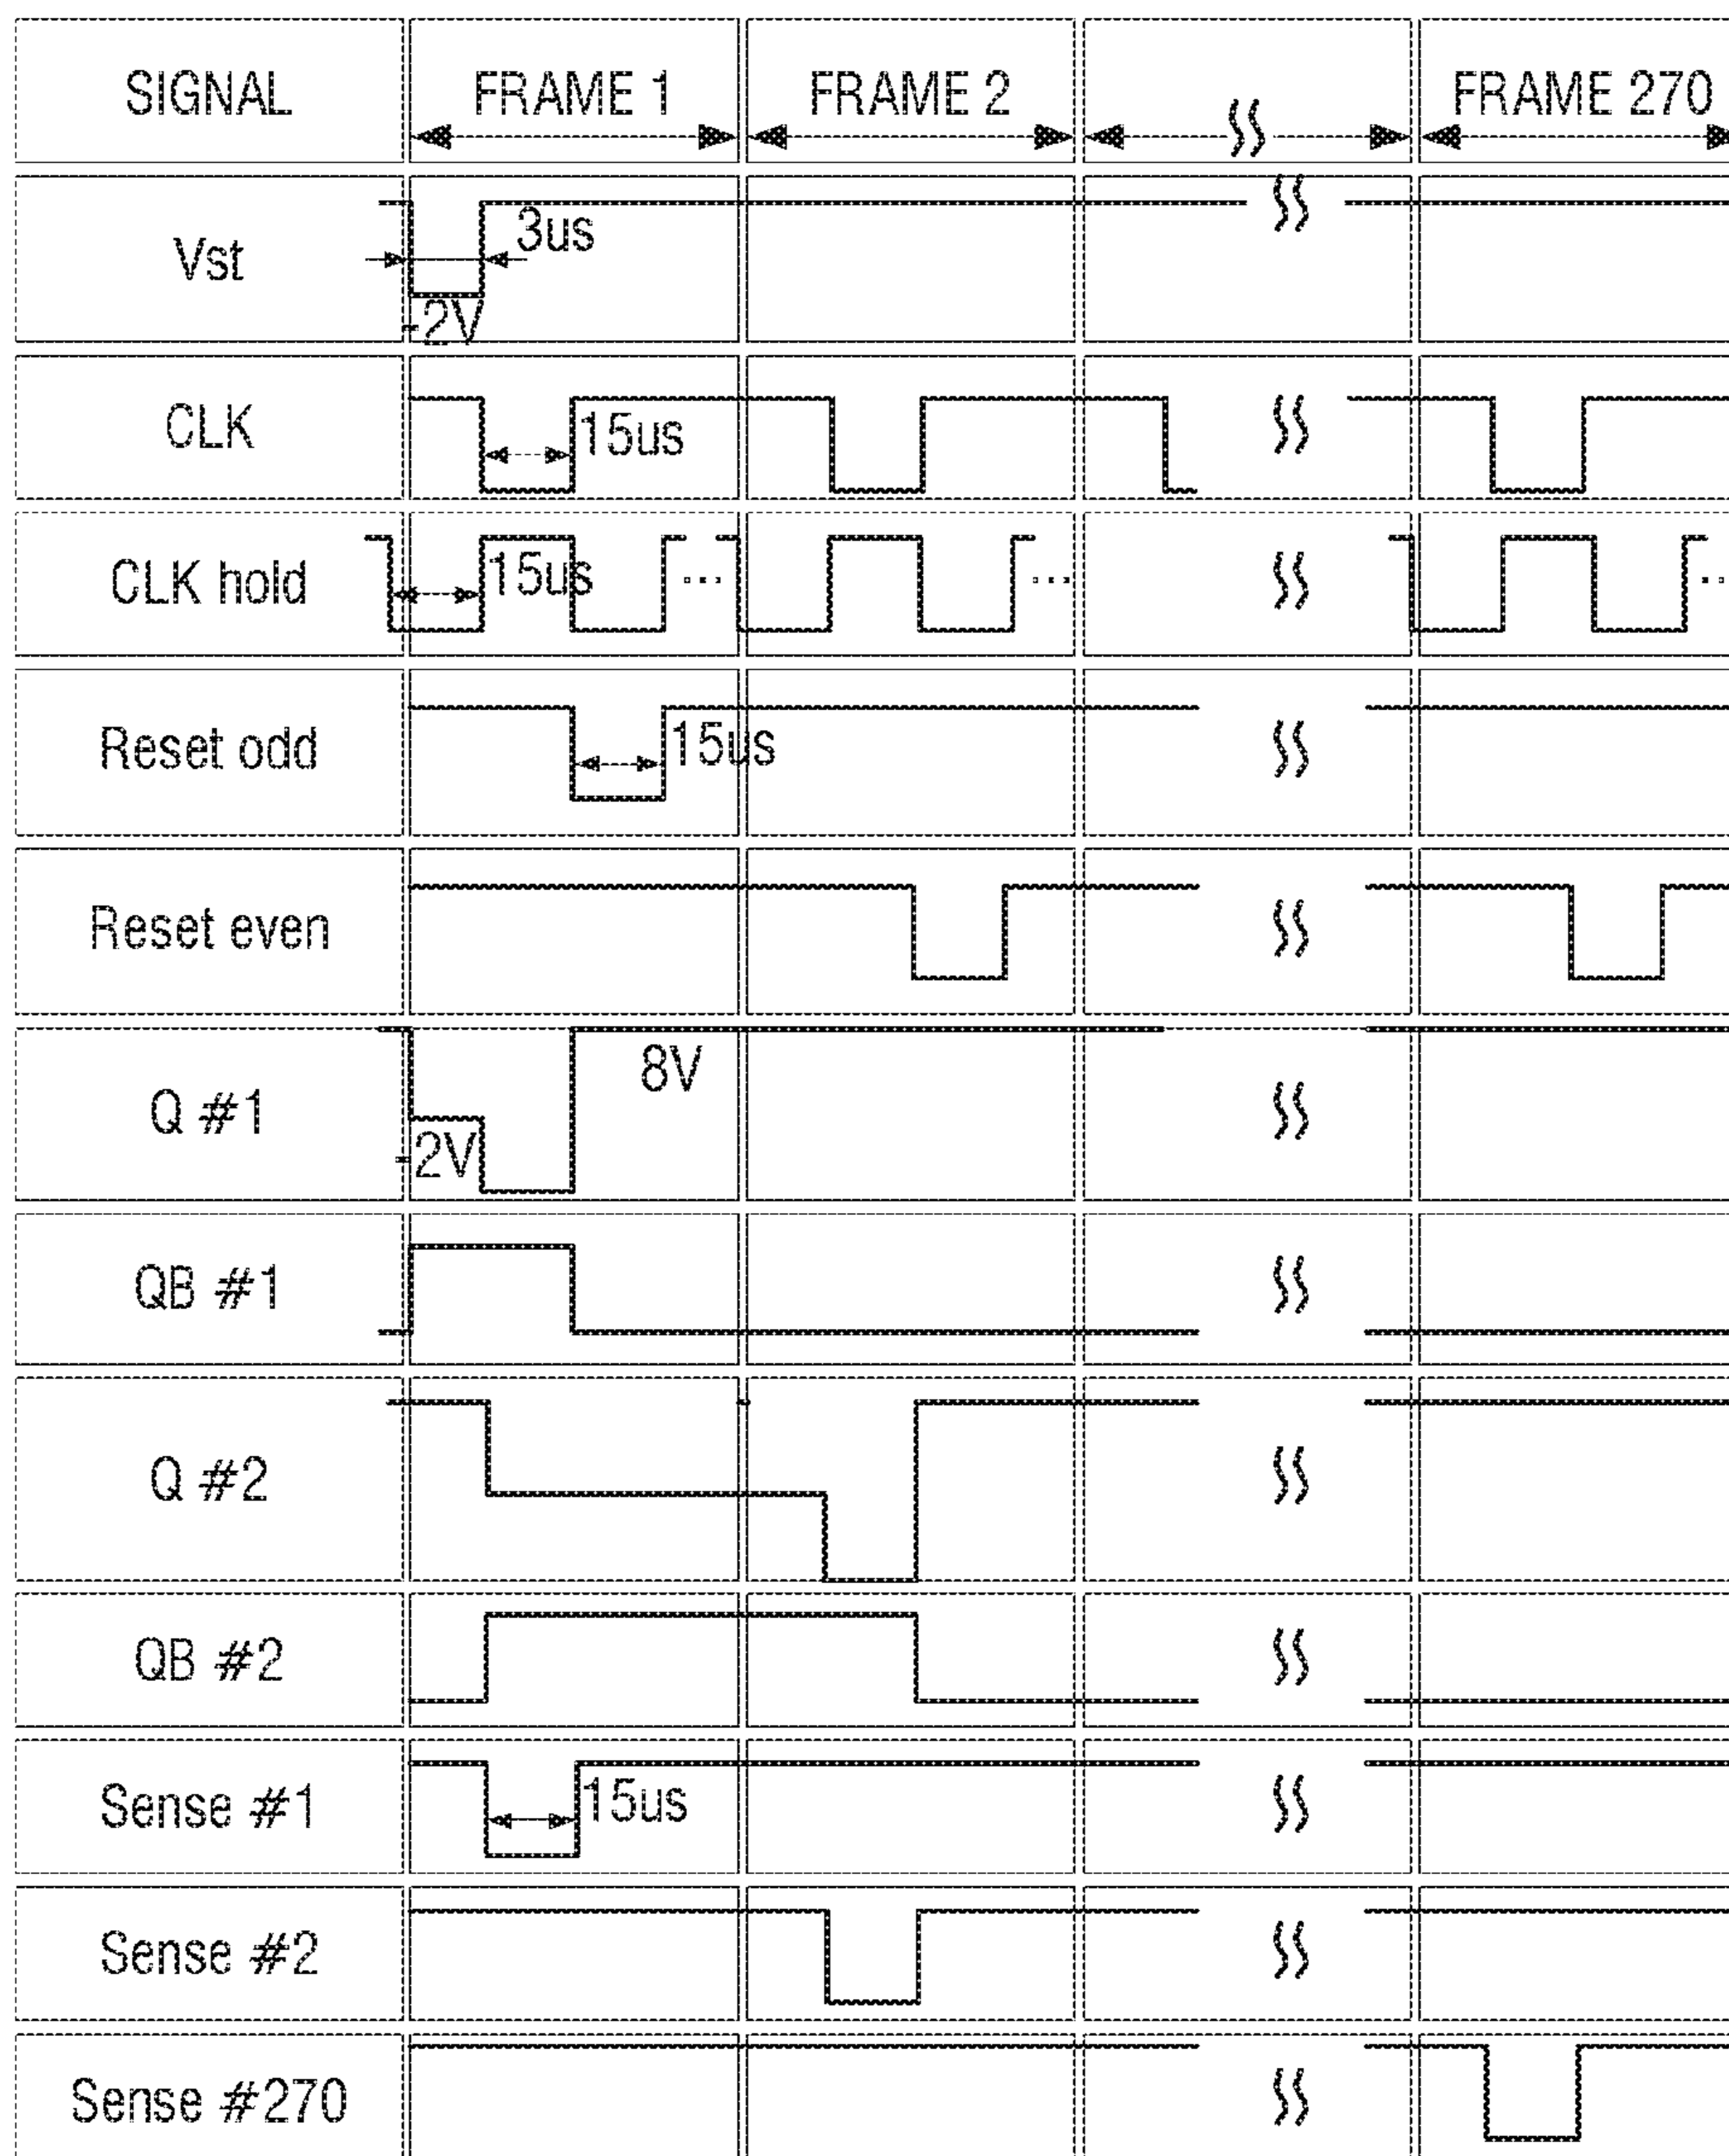 SIGNAL FRAME 1 FRAME 2 FRAME 270
Vst 3us
-2V
CLK 15us
CLK hold 15us ... ... ..
Reset odd 15us
Reset even
8V
Q #1
-2V
QB #1
Q #2
QB #2
Sense #1 15us
Sense #2
Sense #270